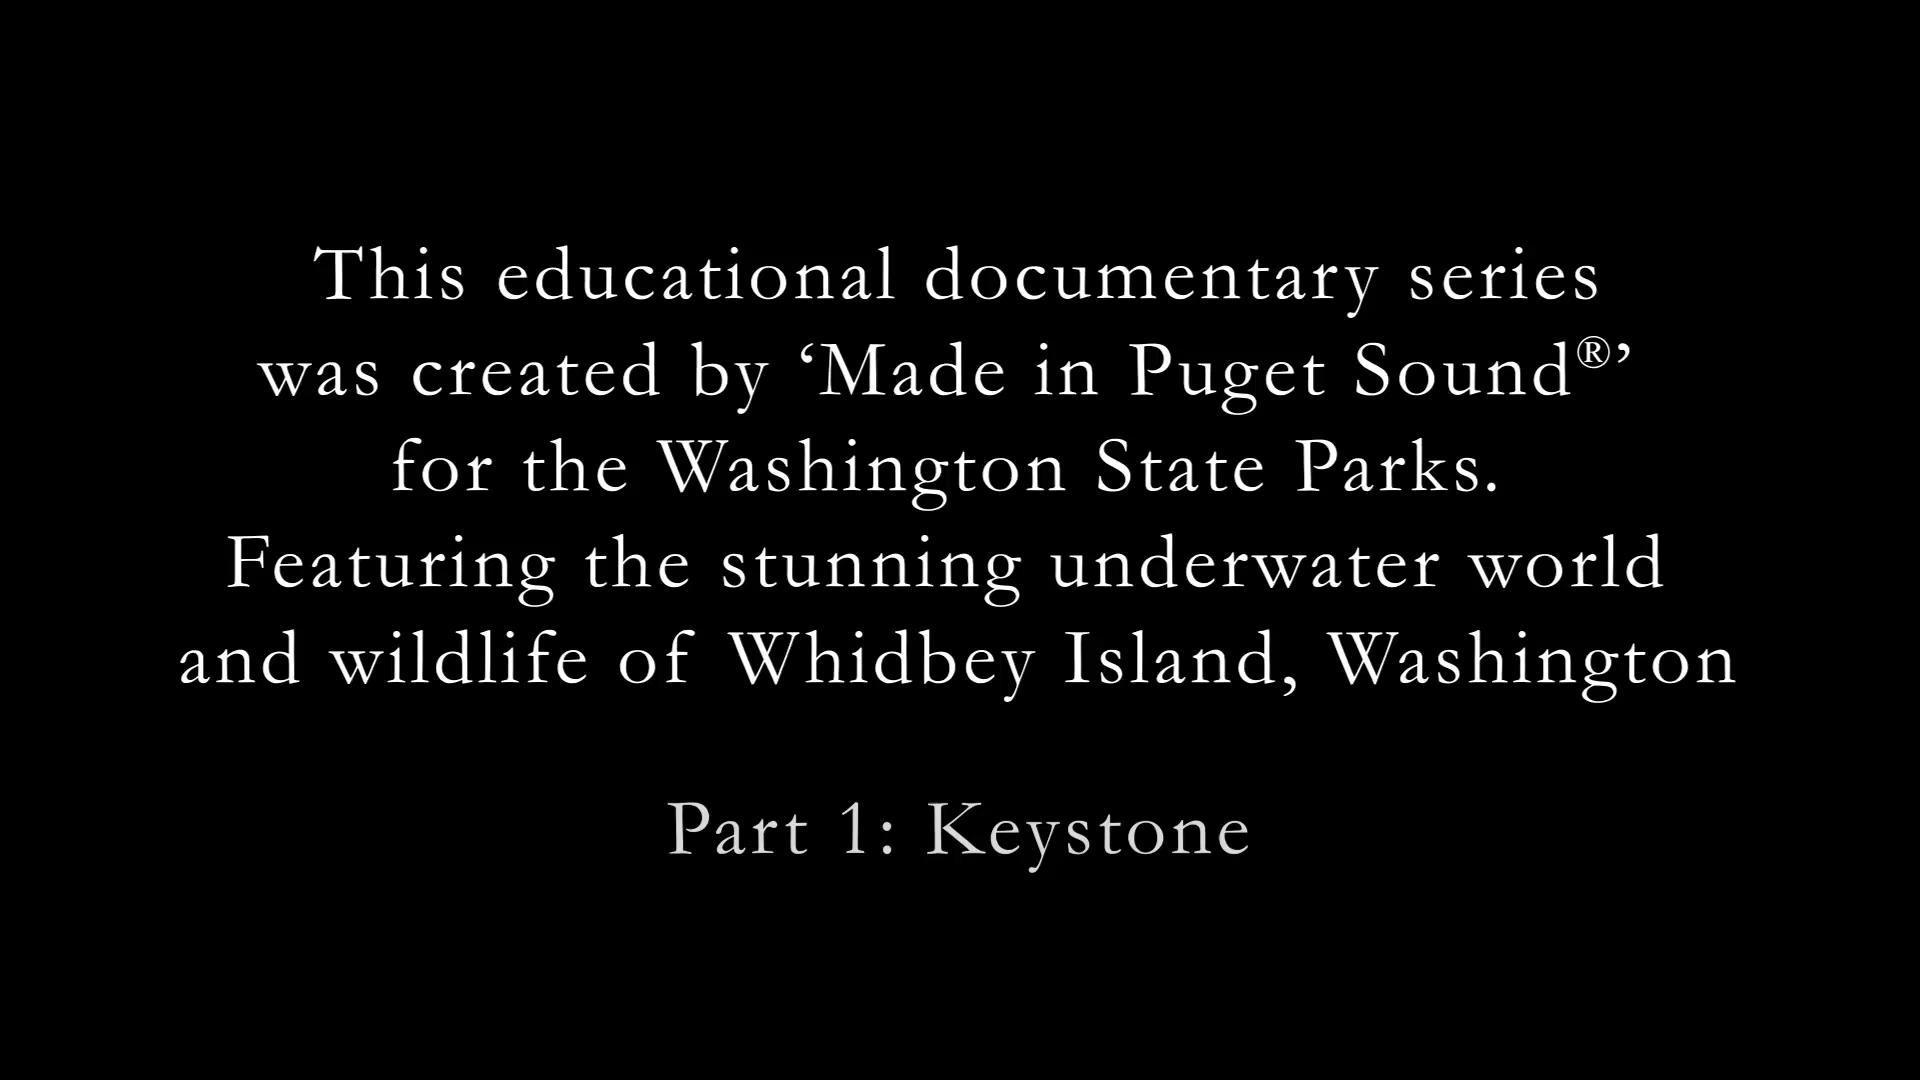 This educational documentary series
was created by ‘Made in Puget Sound®’
for the Washington State Parks.
Featuring the stunning underwater world
and wildlife of Whidbey Island, Washington
Part 1: Keystone